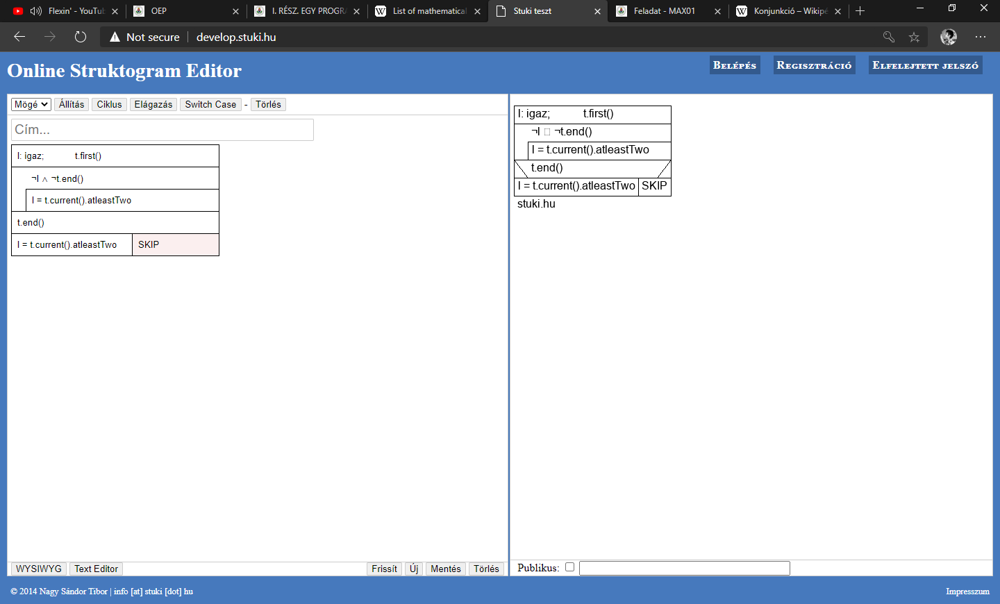 Flexin' - YouTub
OEP
I. RÉSZ. EGY PROGRA
List of mathematical
Stuki teszt
Feladat - MAX01
Konjunkció – Wikipé
Not secure
develop.stuki.hu
Online Struktogram Editor
Belépés
Regisztráció
Elfelejtett jelszó
Mögé Állítás Ciklus Elágazás Switch Case - Törlés
Cím...
l: igaz; t.first()
¬l ∧ ¬t.end()
l = t.current().atleastTwo
t.end()
l = t.current().atleastTwo SKIP
l: igaz; t.first()
¬l □ ¬t.end()
l = t.current().atleastTwo
t.end()
l = t.current().atleastTwo SKIP
stuki.hu
WYSIWYG Text Editor Frissít Új Mentés Törlés
Publikus:
© 2014 Nagy Sándor Tibor | info [at] stuki [dot] hu
Impresszum